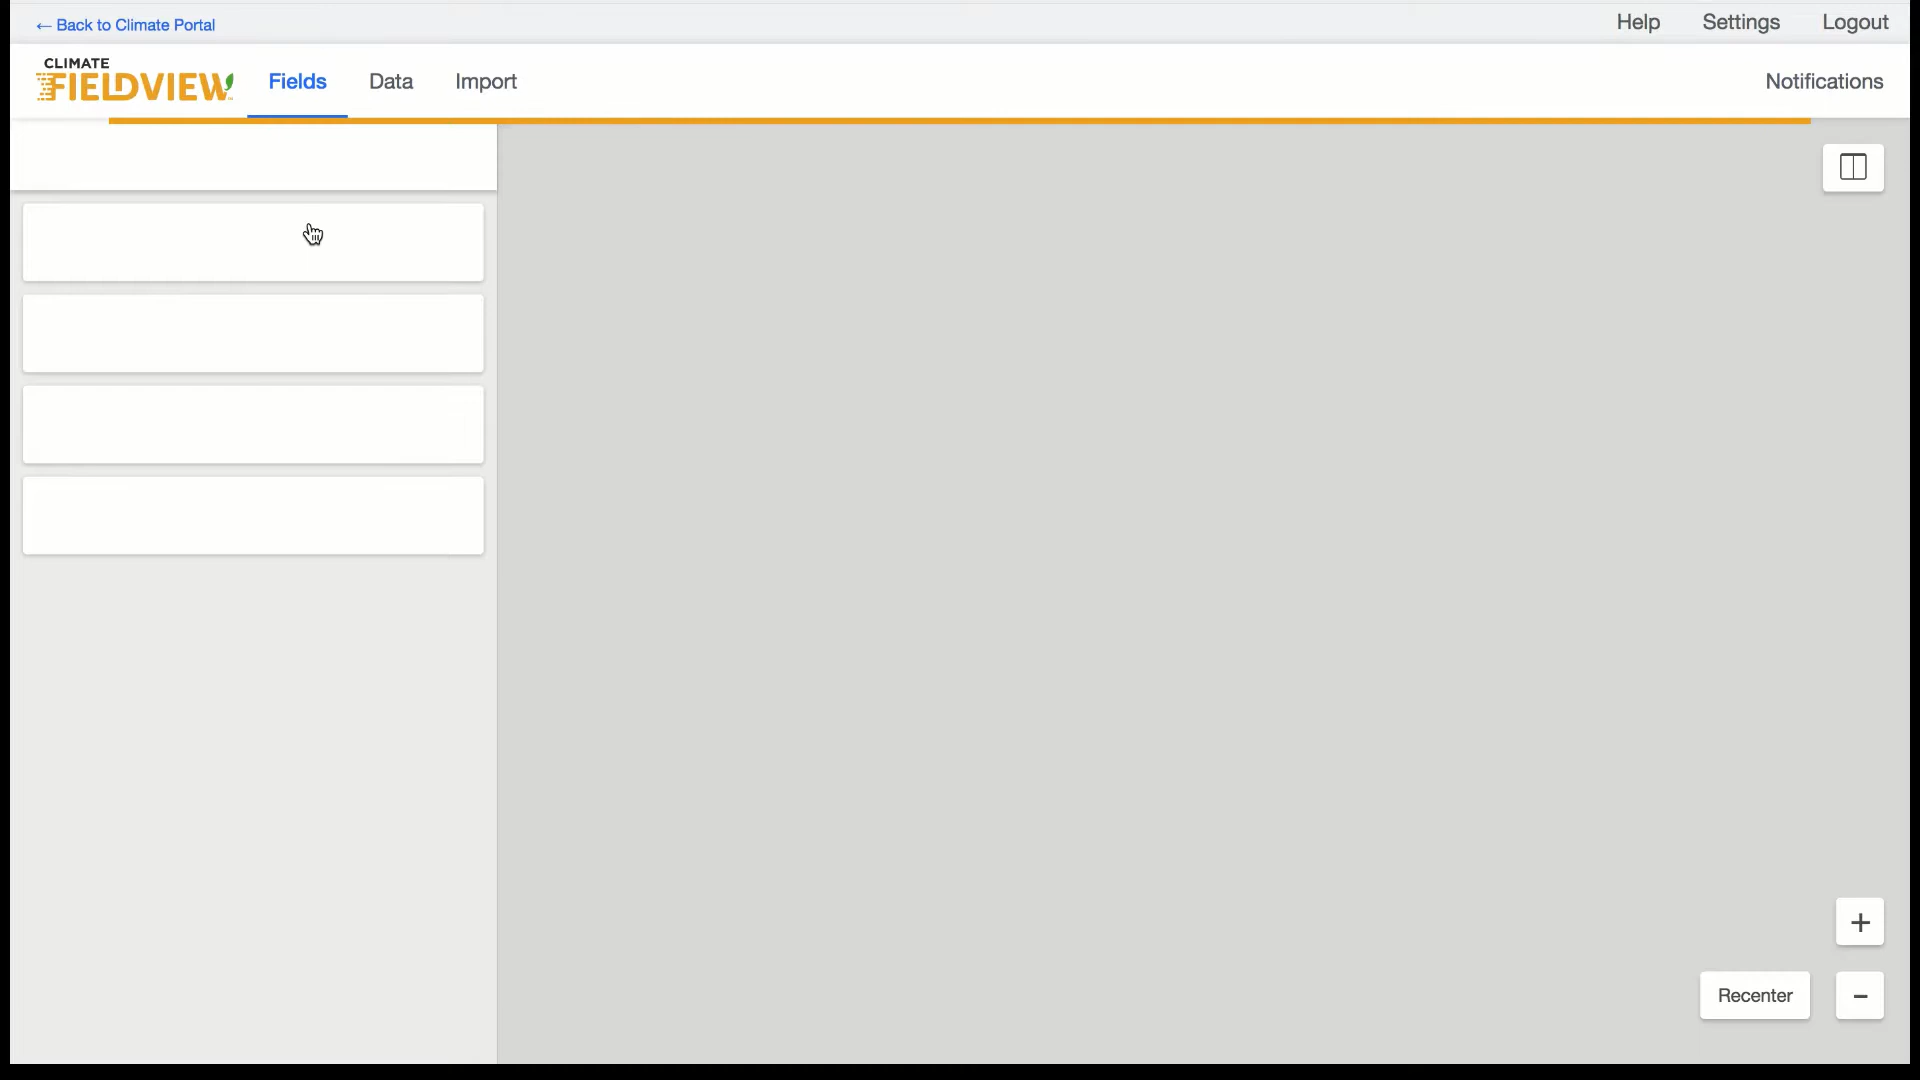 ← Back to Climate Portal
Help Settings Logout
CLIMATE
FIELDVIEW
Fields Data Import
Notifications
+
Recenter −